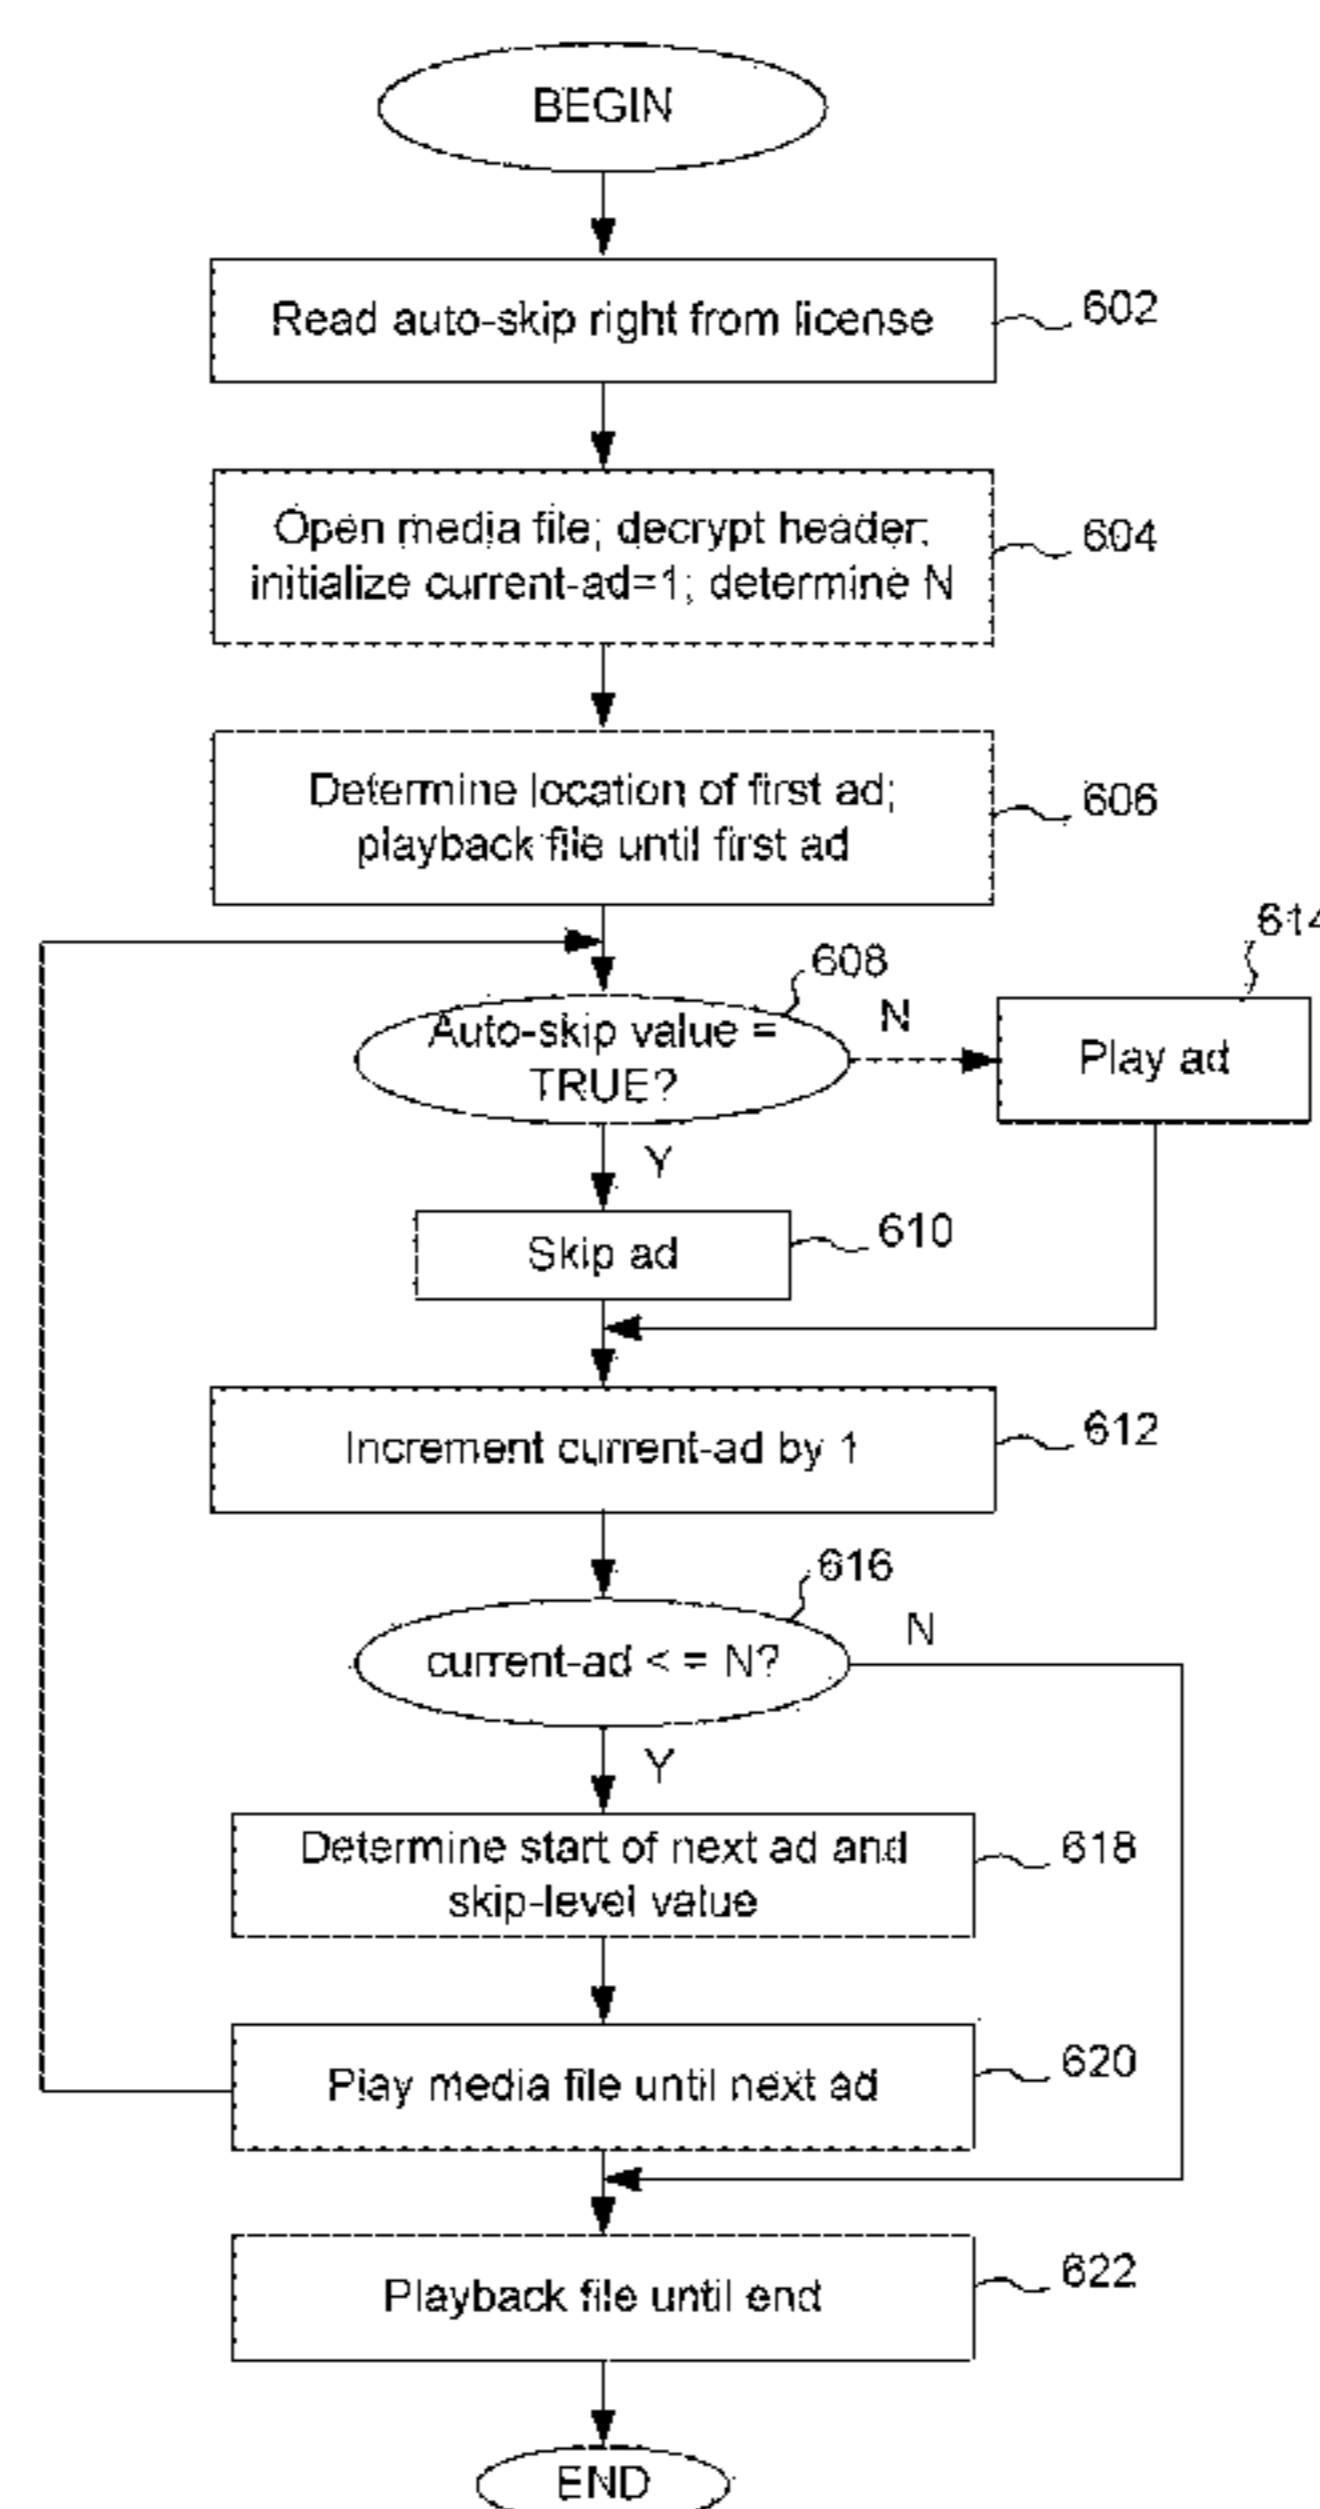 BEGIN
Read auto-skip right from license
602
Open media file; decrypt header;
initialize current-ad=1; determine N
604
Determine location of first ad;
playback file until first ad
606
614
608
Auto-skip value =
TRUE?
N
Play ad
Y
Skip ad
610
Increment current-ad by 1
612
616
current-ad < = N?
N
Y
Determine start of next ad and
skip-level value
618
Play media file until next ad
620
Playback file until end
622
END